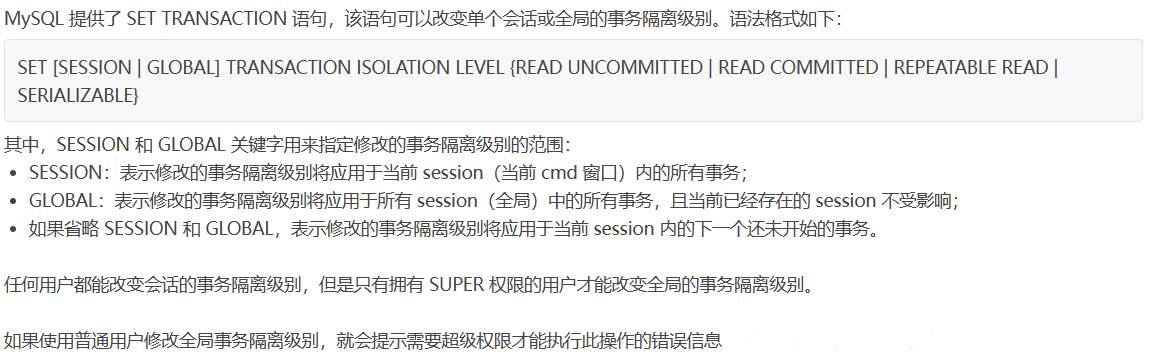 MySQL 提供了 SET TRANSACTION 语句，该语句可以改变单个会话或全局的事务隔离级别。语法格式如下：
SET [SESSION | GLOBAL] TRANSACTION ISOLATION LEVEL {READ UNCOMMITTED | READ COMMITTED | REPEATABLE READ |
SERIALIZABLE}
其中，SESSION 和 GLOBAL 关键字用来指定修改的事务隔离级别的范围：
• SESSION：表示修改的事务隔离级别将应用于当前 session（当前 cmd 窗口）内的所有事务；
• GLOBAL：表示修改的事务隔离级别将应用于所有 session（全局）中的所有事务，且当前已经存在的 session 不受影响；
• 如果省略 SESSION 和 GLOBAL，表示修改的事务隔离级别将应用于当前 session 内的下一个还未开始的事务。
任何用户都能改变会话的事务隔离级别，但是只有拥有 SUPER 权限的用户才能改变全局的事务隔离级别。
如果使用普通用户修改全局事务隔离级别，就会提示需要超级权限才能执行此操作的错误信息